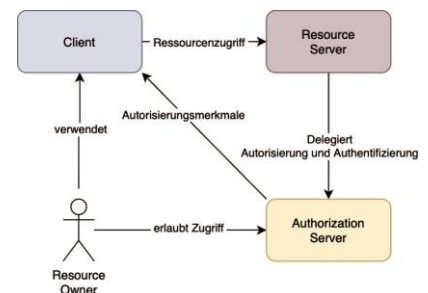 Client
Ressourcenzugriff
Resource
Server
Autorisierungsmerkmale
verwendet
Delegiert
Autorisierung und Authentifizierung
erlaubt Zugriff
Authorization
Server
Resource
Owner